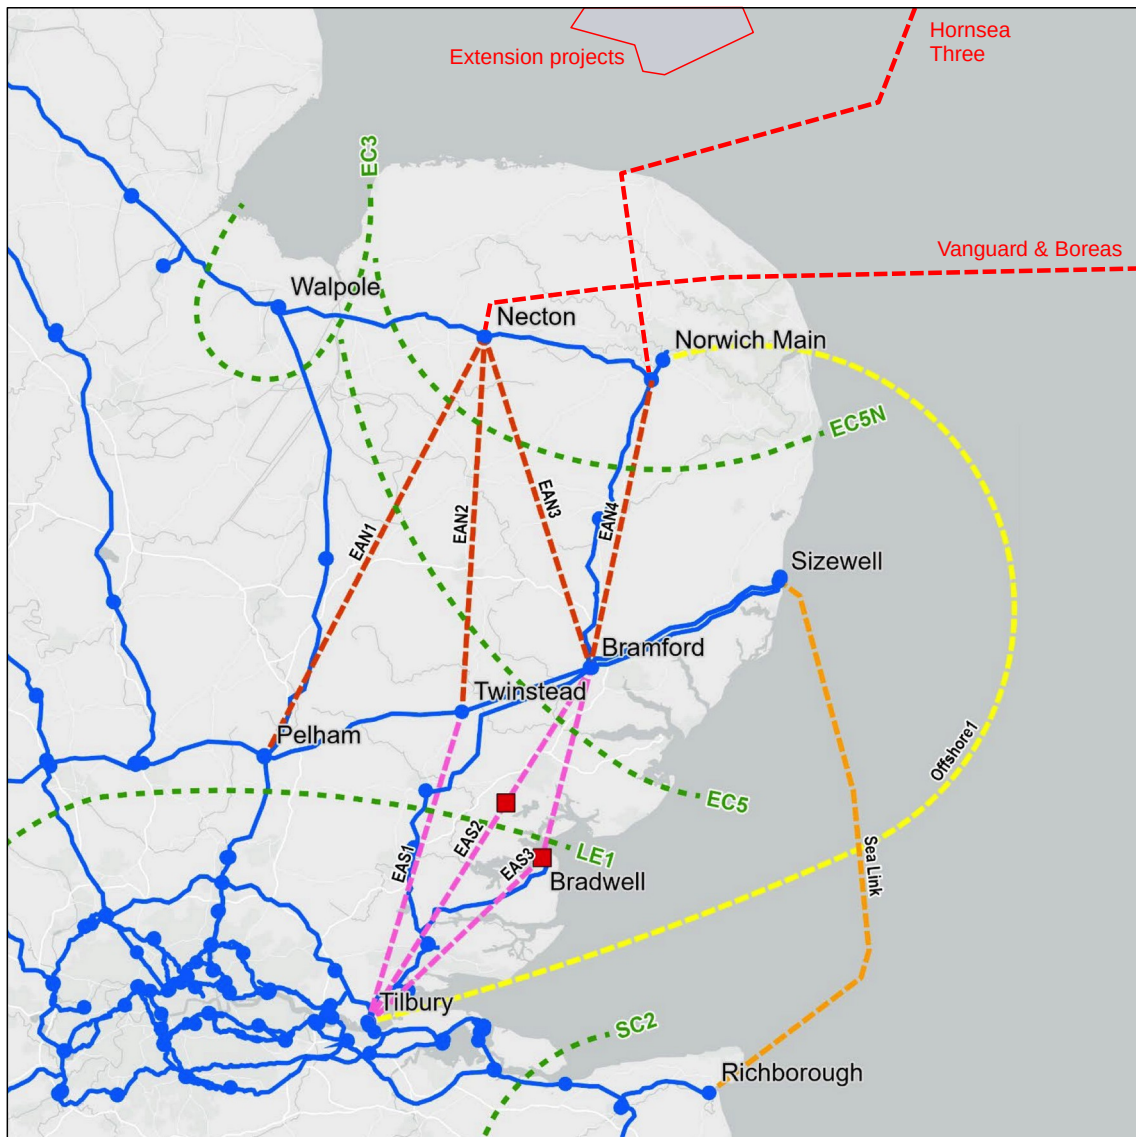 Hornsea
Three
Extension projects
EC3
Vanguard & Boreas
Walpole
Necton
Norwich Main
EC5N
EAN1
EAN2
EAN3
EAN4
Sizewell
Bramford
Twinstead
Pelham
Offshore1
EC5
EAS1
EAS2
EAS3
LE1
Sea Link
Bradwell
Tilbury
SC2
Richborough